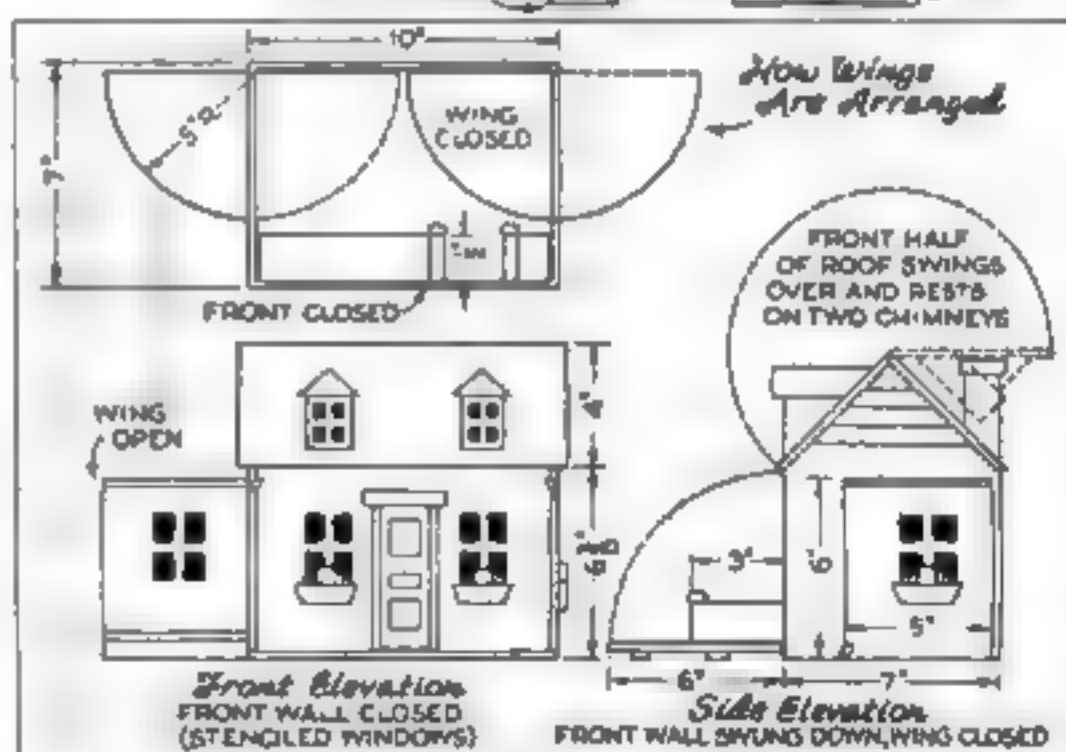 10"
How Wings
Are Arranged
WING
CLOSED
5"R.
7"
FRONT CLOSED
FRONT HALF
OF ROOF SWINGS
OVER AND RESTS
ON TWO CHIMNEYS
WING
OPEN
4"
3"
6"
5"
6"
7"
Front Elevation
FRONT WALL CLOSED
(STENCILED WINDOWS)
Side Elevation
FRONT WALL SWUNG DOWN, WING CLOSED